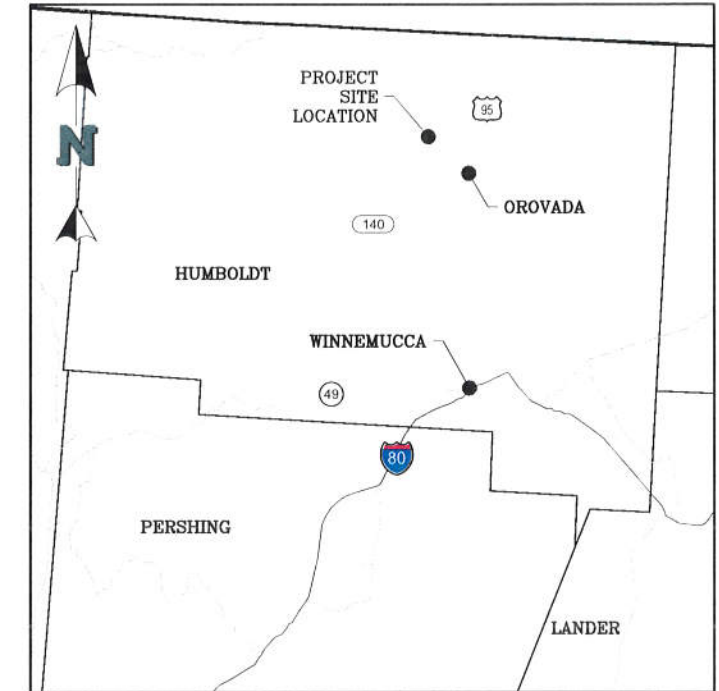 N
PROJECT
SITE
LOCATION
95
OROVADA
140
HUMBOLDT
WINNEMUCCA
49
80
PERSHING
LANDER